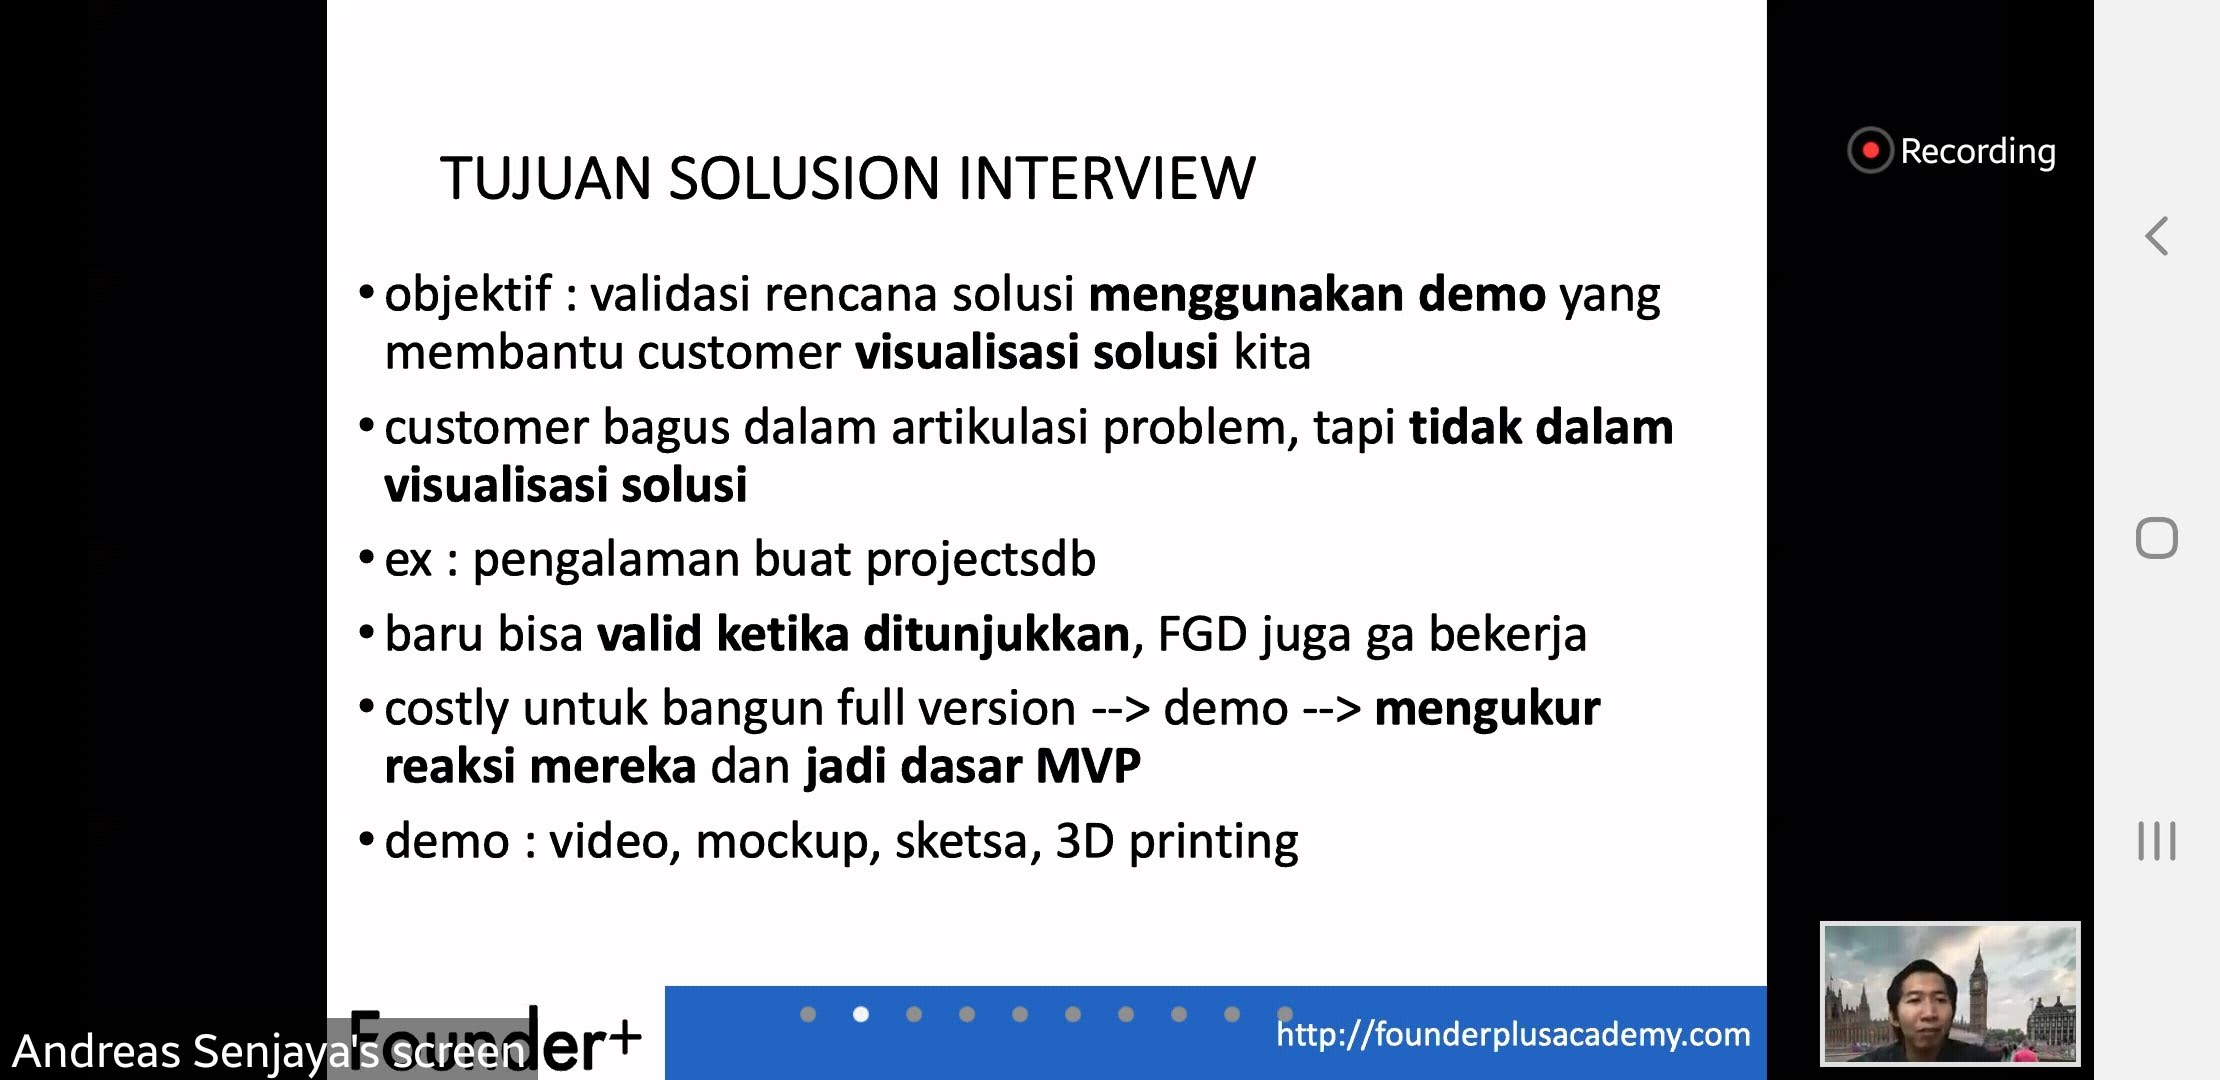 TUJUAN SOLUSION INTERVIEW
Recording
• objektif : validasi rencana solusi menggunakan demo yang
membantu customer visualisasi solusi kita
• customer bagus dalam artikulasi problem, tapi tidak dalam
visualisasi solusi
• ex : pengalaman buat projectsdb
• baru bisa valid ketika ditunjukkan, FGD juga ga bekerja
• costly untuk bangun full version --> demo --> mengukur
reaksi mereka dan jadi dasar MVP
• demo : video, mockup, sketsa, 3D printing
Founder+
http://founderplusacademy.com
Andreas Senjaya's screen